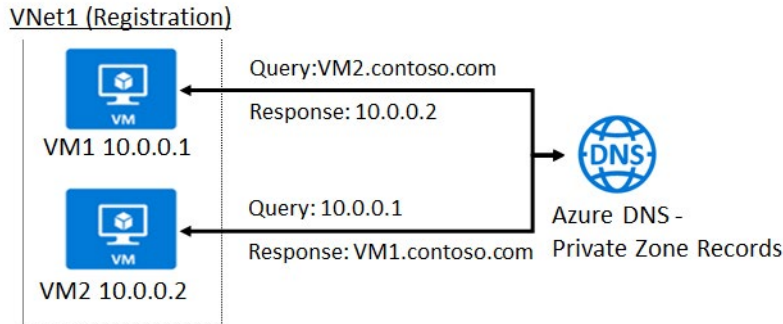 VNet1 (Registration)
VM
VM1 10.0.0.1
Query:VM2.contoso.com
Response: 10.0.0.2
VM
VM2 10.0.0.2
Query: 10.0.0.1
Response: VM1.contoso.com
DNS
Azure DNS -
Private Zone Records